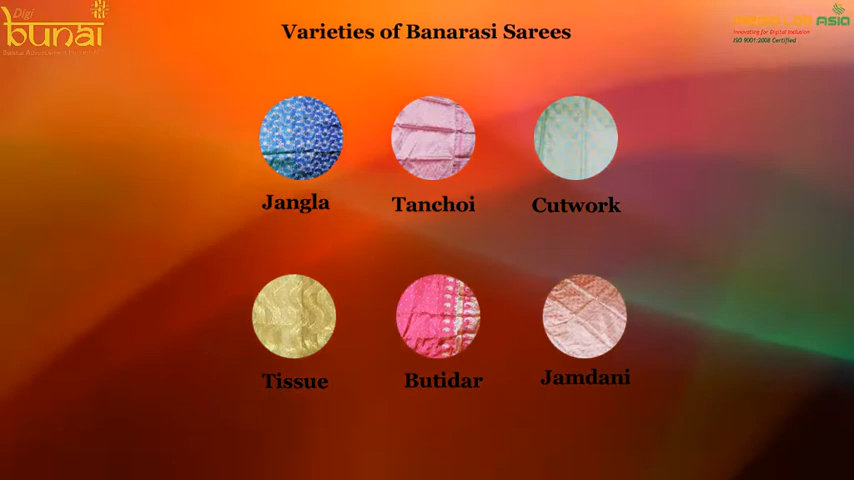 Digi
bunai
Varieties of Banarasi Sarees
ASIA
Innovating for Digital Inclusion
ISO 9001:2008 Certified
Jangla
Tanchoi
Cutwork
Tissue
Butidar
Jamdani